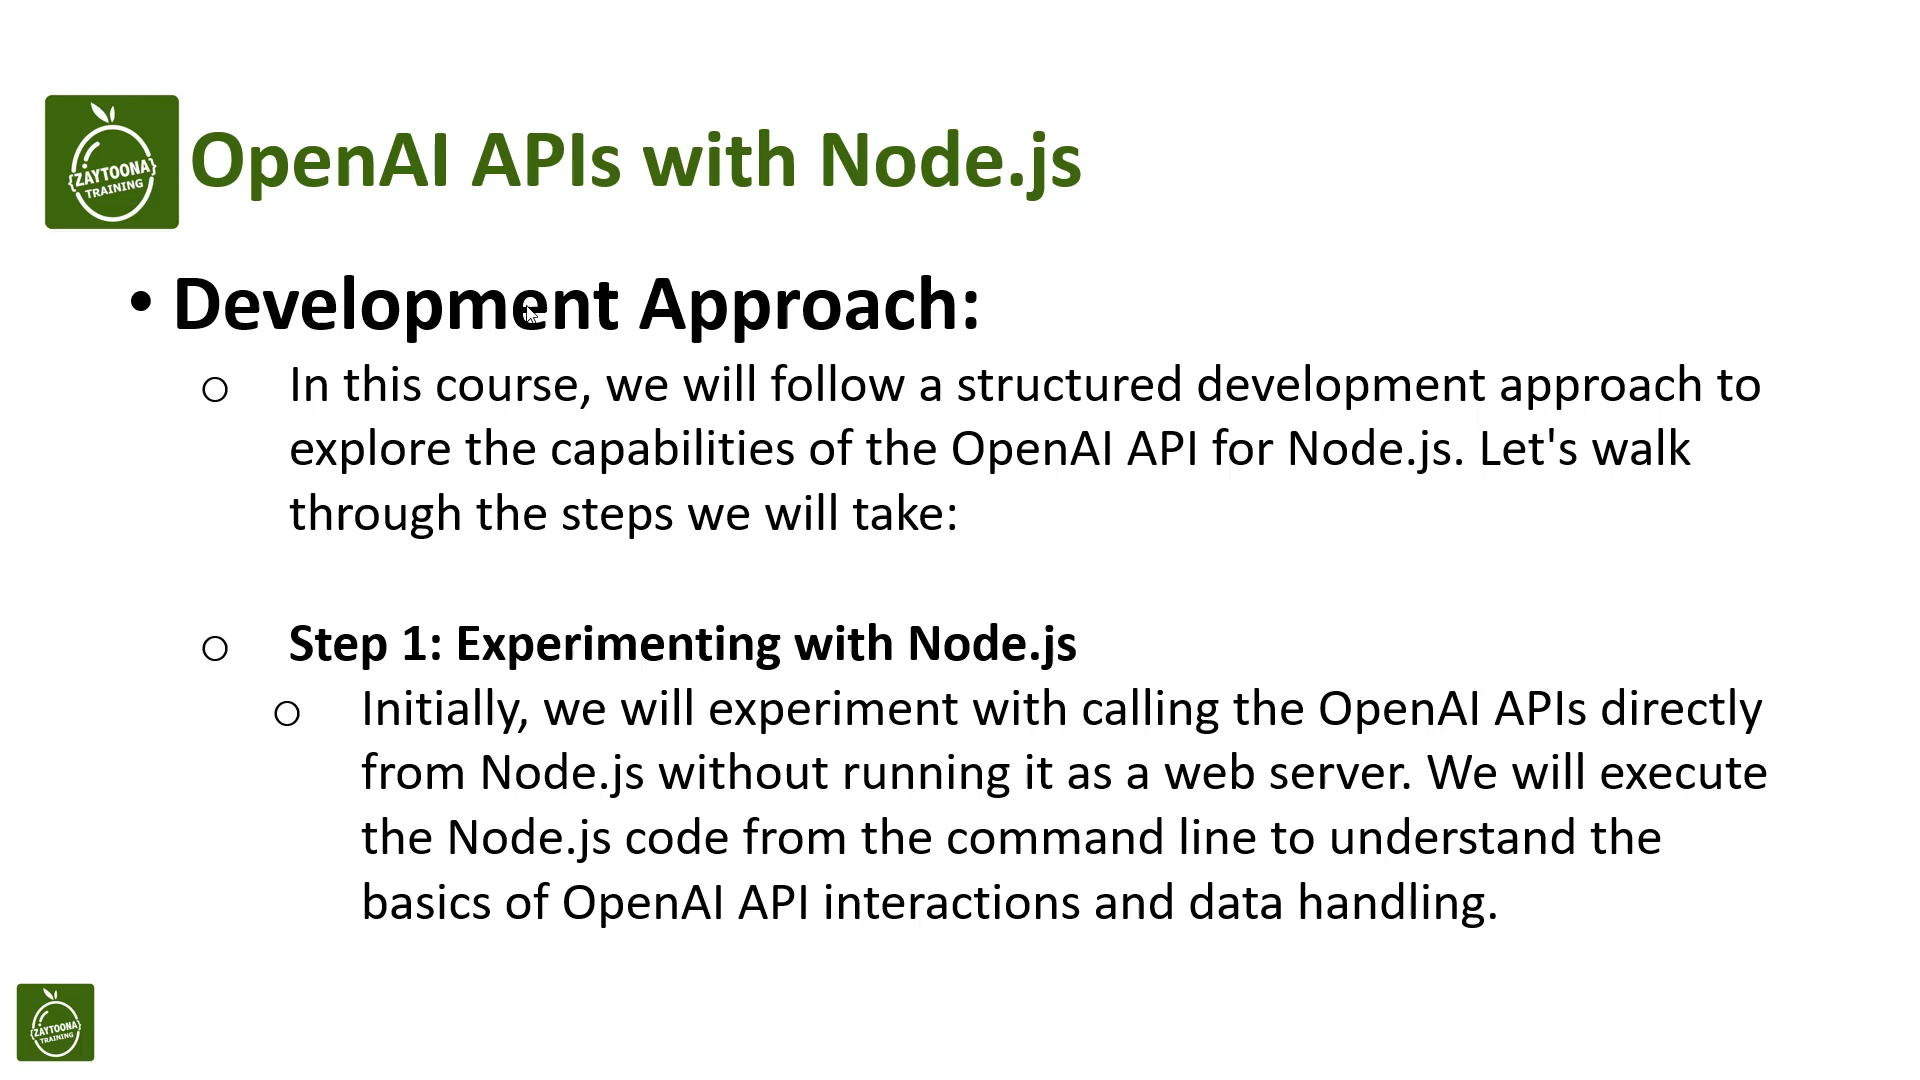 {ZAYTOONA}
TRAINING
OpenAI APIs with Node.js
• Development Approach:
o In this course, we will follow a structured development approach to
explore the capabilities of the OpenAI API for Node.js. Let's walk
through the steps we will take:
o Step 1: Experimenting with Node.js
o Initially, we will experiment with calling the OpenAI APIs directly
from Node.js without running it as a web server. We will execute
the Node.js code from the command line to understand the
basics of OpenAI API interactions and data handling.
{ZAYTOONA}
TRAINING